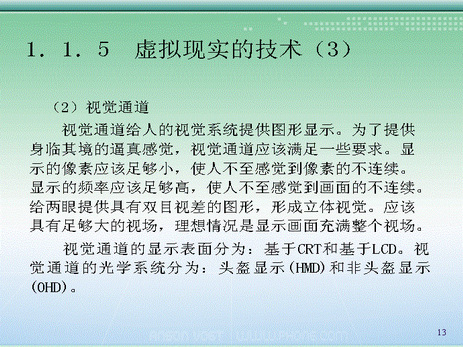 1．1．5　虚拟现实的技术（3）
（2）视觉通道
视觉通道给人的视觉系统提供图形显示。为了提供
身临其境的逼真感觉，视觉通道应该满足一些要求。显
示的像素应该足够小，使人不至感觉到像素的不连续。
显示的频率应该足够高，使人不至感觉到画面的不连续。
给两眼提供具有双目视差的图形，形成立体视觉。应该
具有足够大的视场，理想情况是显示画面充满整个视场。
视觉通道的显示表面分为：基于CRT和基于LCD。视
觉通道的光学系统分为：头盔显示(HMD)和非头盔显示
(OHD)。
13